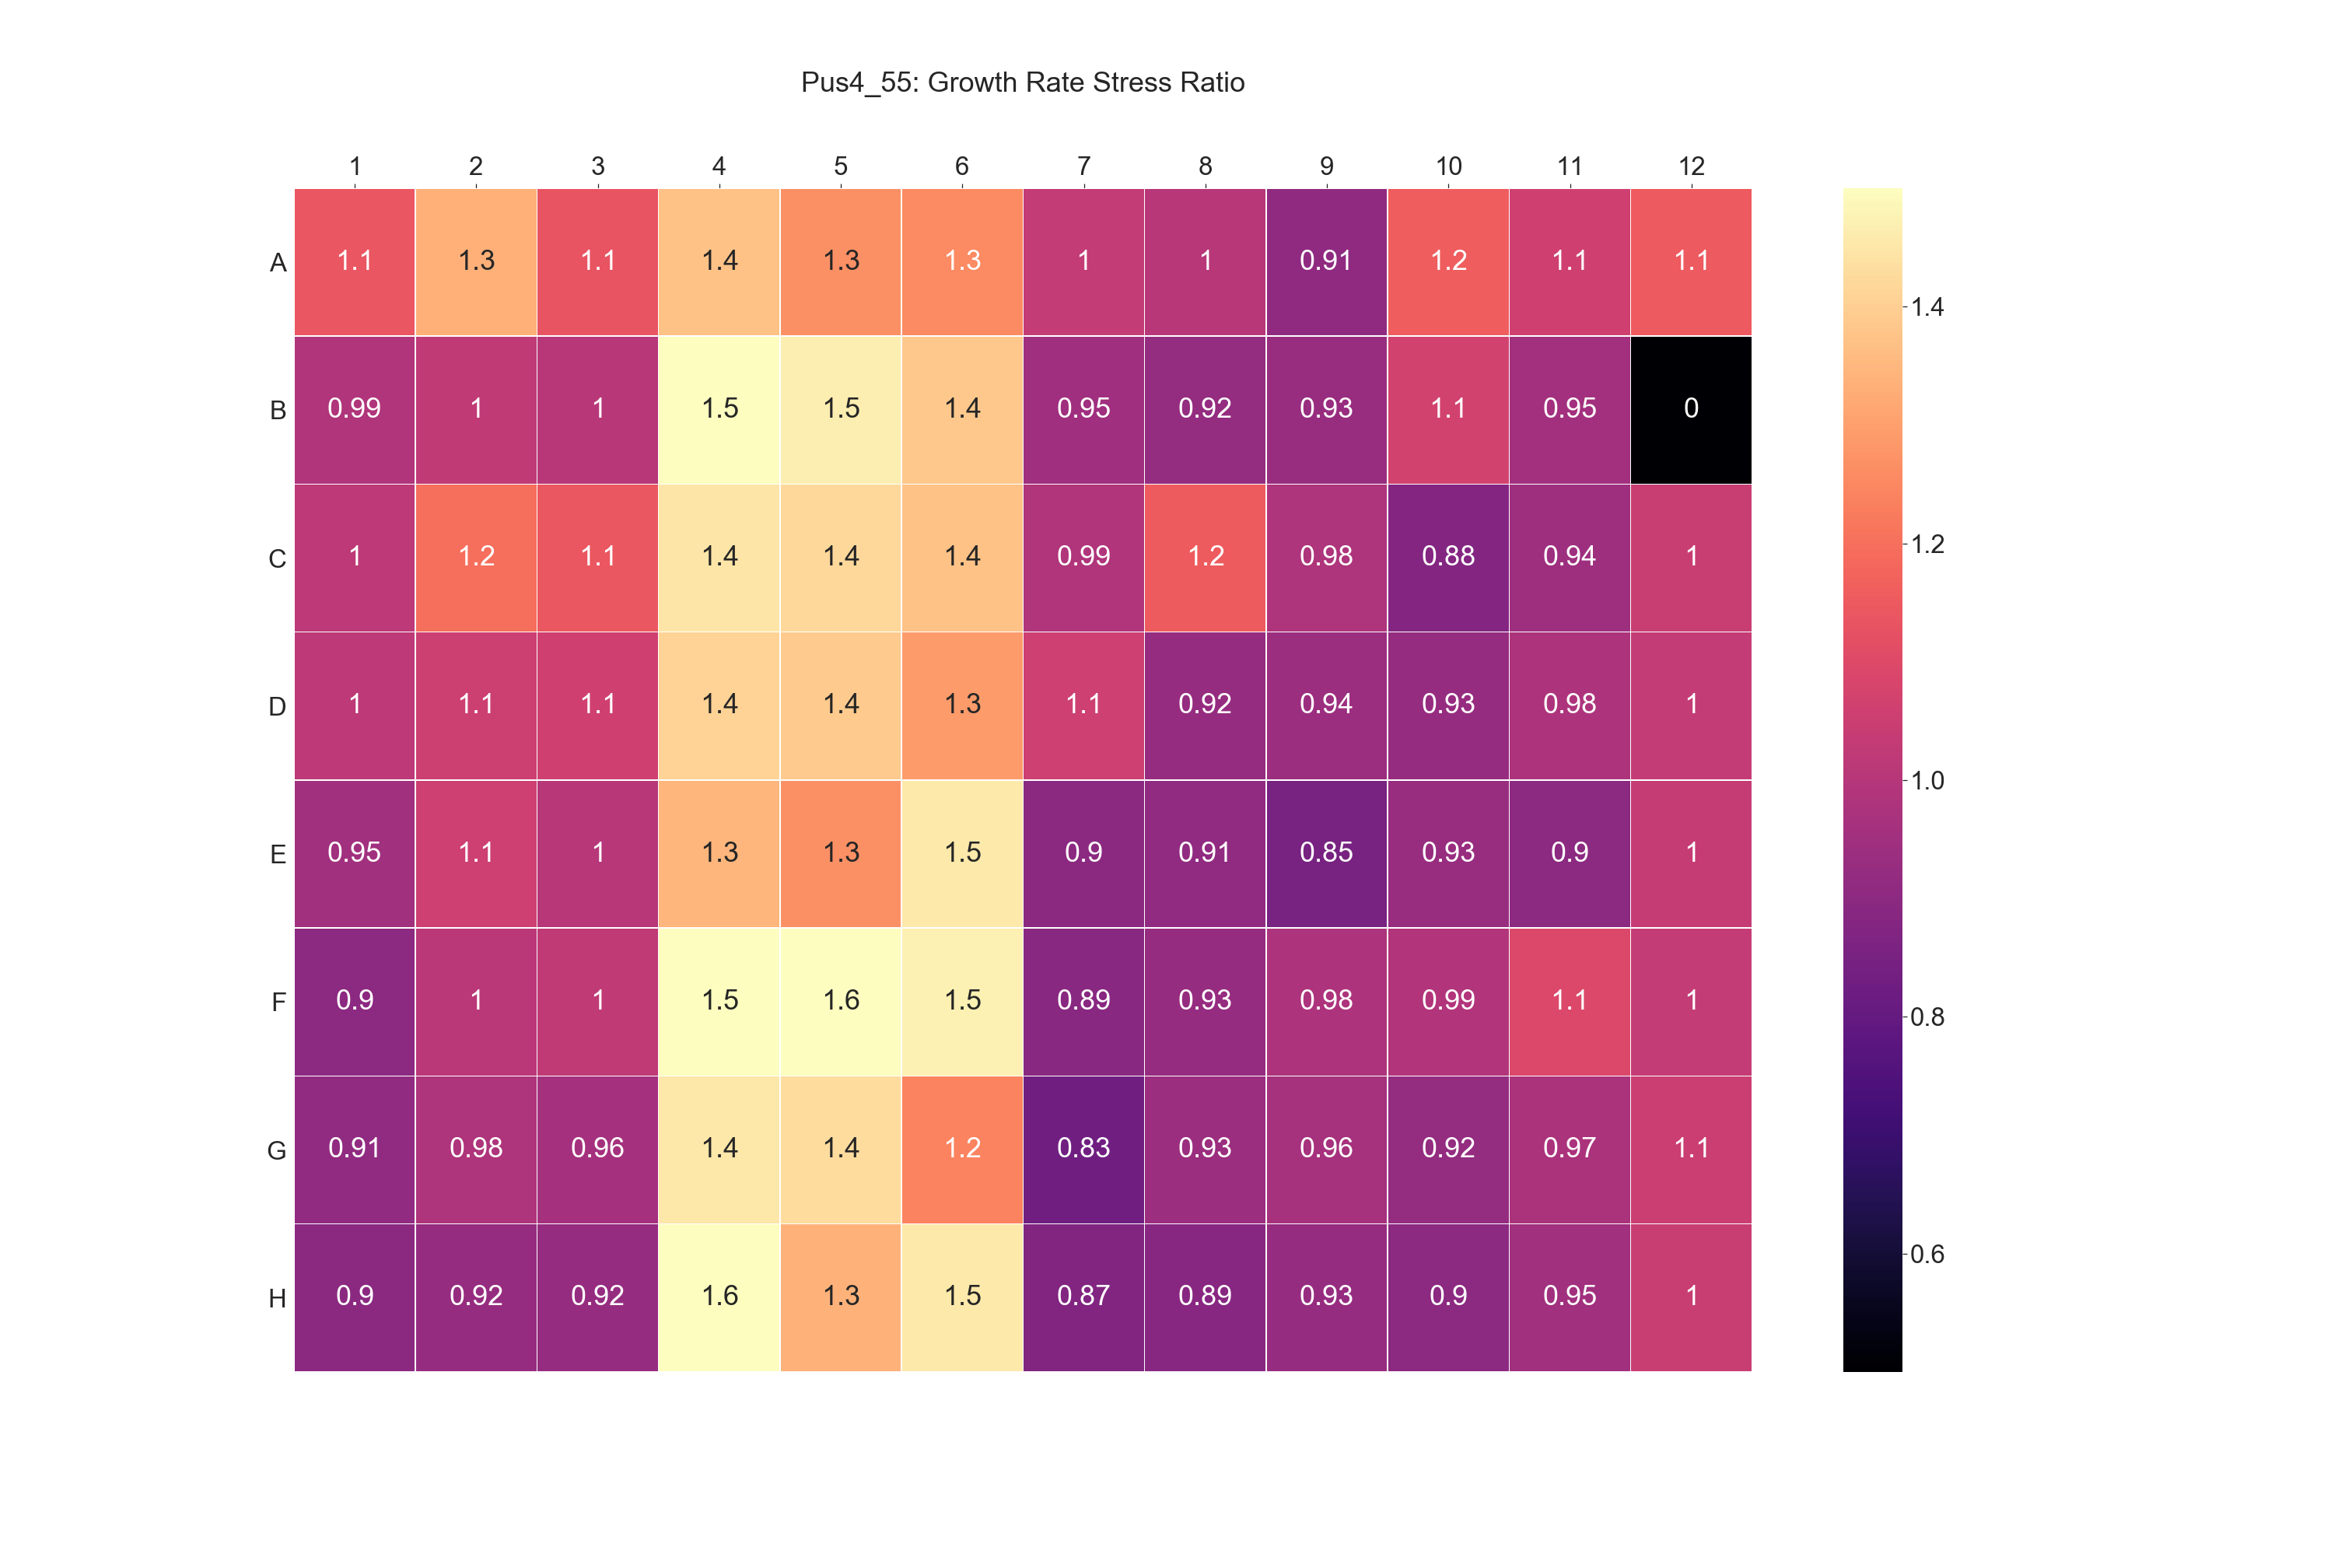 Pus4_55: Growth Rate Stress Ratio
1 2 3 4 5 6 7 8 9 10 11 12
A 1.1 1.3 1.1 1.4 1.3 1.3 1 1 0.91 1.2 1.1 1.1
1.4
B 0.99 1 1 1.5 1.5 1.4 0.95 0.92 0.93 1.1 0.95 0
C 1 1.2 1.1 1.4 1.4 1.4 0.99 1.2 0.98 0.88 0.94 1
1.2
D 1 1.1 1.1 1.4 1.4 1.3 1.1 0.92 0.94 0.93 0.98 1
1.0
E 0.95 1.1 1 1.3 1.3 1.5 0.9 0.91 0.85 0.93 0.9 1
F 0.9 1 1 1.5 1.6 1.5 0.89 0.93 0.98 0.99 1.1 1
0.8
G 0.91 0.98 0.96 1.4 1.4 1.2 0.83 0.93 0.96 0.92 0.97 1.1
0.6
H 0.9 0.92 0.92 1.6 1.3 1.5 0.87 0.89 0.93 0.9 0.95 1